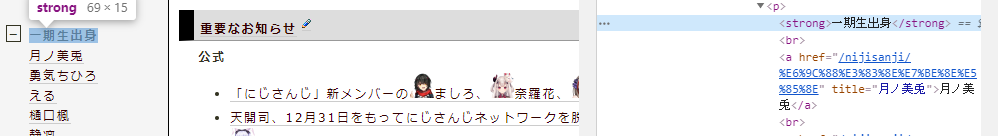 strong 69 × 15
一期生出身
月ノ美兎
勇気ちひろ
える
樋口楓
静凛
重要なお知らせ
公式
「にじさんじ」新メンバーのましろ、奈羅花、
天開司、12月31日をもってにじさんじネットワークを脱
<p>
<strong>一期生出身</strong> ==
<br>
<a href="/nijisanji/
%E6%9C%88%E3%83%8E%E7%BE%8E%E5
%85%8E" title="月ノ美兎">月ノ美
兎</a>
<br>